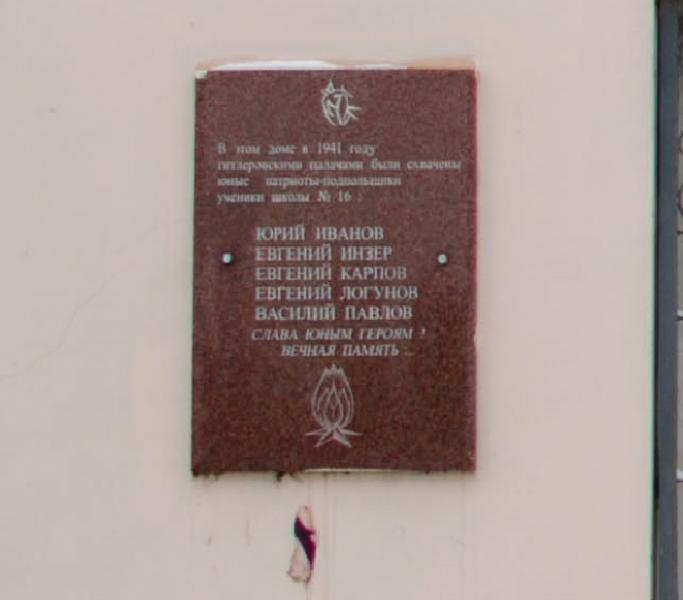 В этом доме в 1941 году
гитлеровскими палачами были схвачены
юные патриоты-подпольщики
ученики школы № 16 :
ЮРИЙ ИВАНОВ
ЕВГЕНИЙ ИНЗЕР
ЕВГЕНИЙ КАРПОВ
ЕВГЕНИЙ ЛОГУНОВ
ВАСИЛИЙ ПАВЛОВ
СЛАВА ЮНЫМ ГЕРОЯМ !
ВЕЧНАЯ ПАМЯТЬ ...